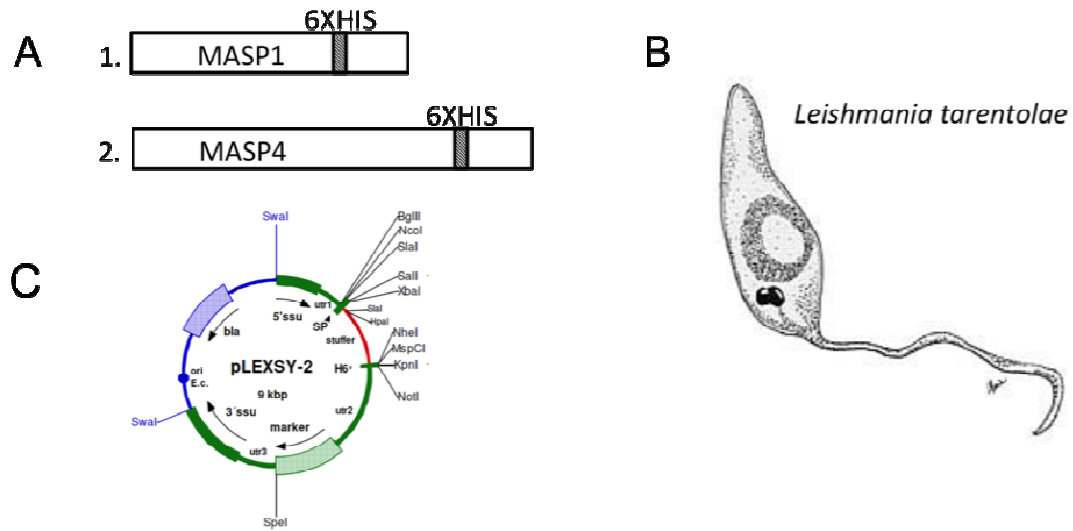 A
6XHIS
1. MASP1
6XHIS
2. MASP4
B
Leishmania tarentolae
C
SwaI
BglII
NcoI
SlaI
SalI
XbaI
SlaI
HpaI
NheI
MspCI
KpnI
NotI
utr1
5'ssu
SP
stuffer
bla
pLEXSY-2
H6*
ori
E.c.
9 kbp
3'ssu
utr2
marker
SwaI
utr3
SpeI